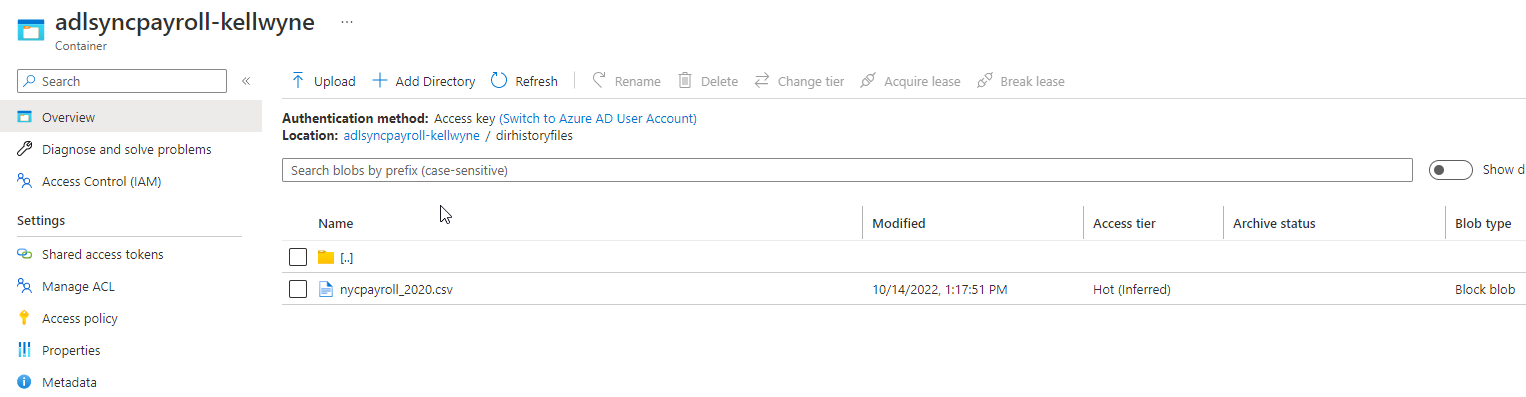 adlsyncpayroll-kellwyne ...
Container
Search «
Upload Add Directory Refresh Rename Delete Change tier Acquire lease Break lease
Overview
Diagnose and solve problems
Access Control (IAM)
Settings
Shared access tokens
Manage ACL
Access policy
Properties
Metadata
Authentication method: Access key (Switch to Azure AD User Account)
Location: adlsyncpayroll-kellwyne / dirhistoryfiles
Search blobs by prefix (case-sensitive)
Show d
Name Modified Access tier Archive status Blob type
[..]
nycpayroll_2020.csv 10/14/2022, 1:17:51 PM Hot (Inferred) Block blob